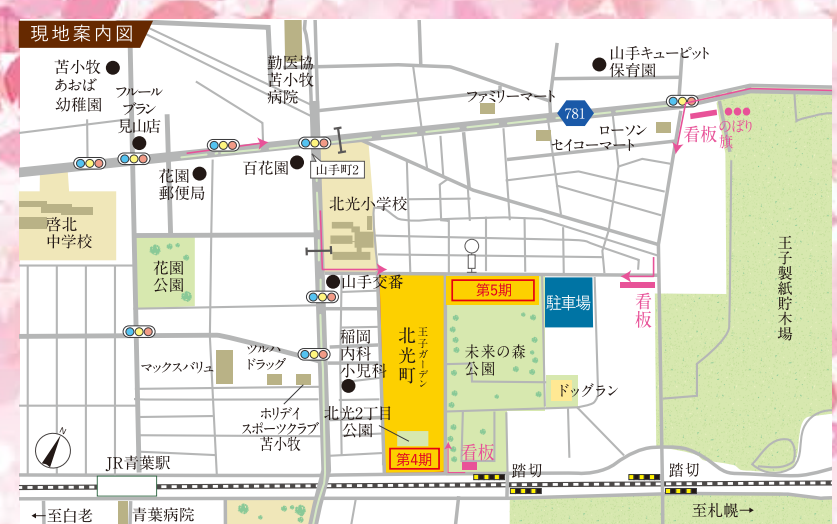 現地案内図
苫小牧
あおば
幼稚園
フルール
ブラン
見山店
勤医協
苫小牧
病院
山手キューピット
保育園
ファミリーマート
781
ローソン
セイコーマート
看板
のぼり
旗
百花園
山手町2
花園
郵便局
北光小学校
啓北
中学校
花園
公園
山手交番
第5期
駐車場
看板
王子製紙貯木場
稲岡
内科
小児科
王子ガーデン
北光町
未来の森
公園
マックスバリュ
ツルハ
ドラッグ
ドッグラン
ホリデイ
スポーツクラブ
苫小牧
北光2丁目
公園
第4期
看板
N
JR青葉駅
踏切
踏切
←至白老
青葉病院
至札幌→